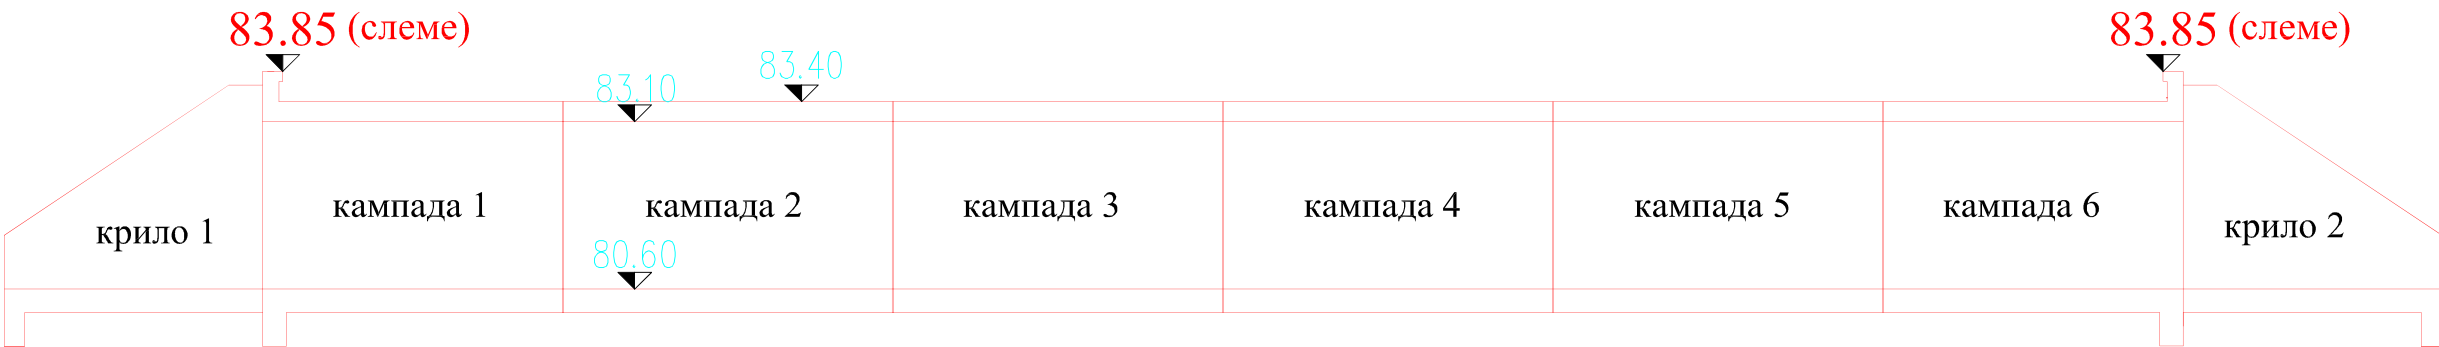 83.85 (слеме)
83.85 (слеме)
83.40
83.10
кампада 1
кампада 2
кампада 3
кампада 4
кампада 5
кампада 6
крило 1
крило 2
80.60